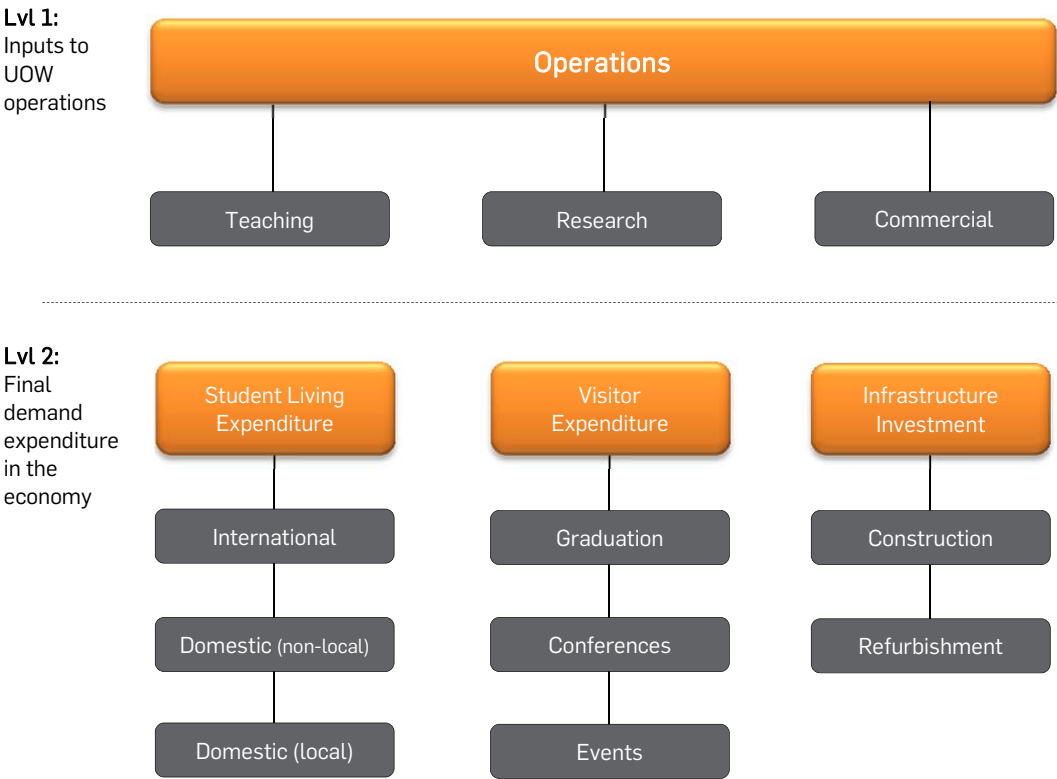 Lvl 1:
Inputs to
UOW
operations
Operations
Teaching
Research
Commercial
Lvl 2:
Final
demand
expenditure
in the
economy
Student Living
Expenditure
International
Domestic (non-local)
Domestic (local)
Visitor
Expenditure
Graduation
Conferences
Events
Infrastructure
Investment
Construction
Refurbishment